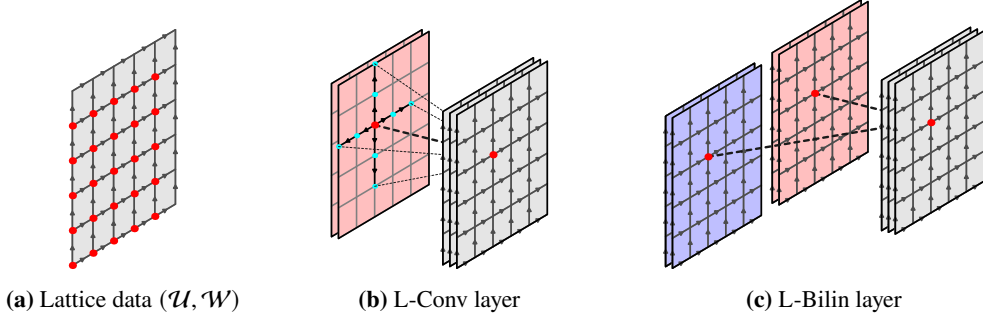 (a) Lattice data (𝒰, 𝒲)
(b) L-Conv layer
(c) L-Bilin layer